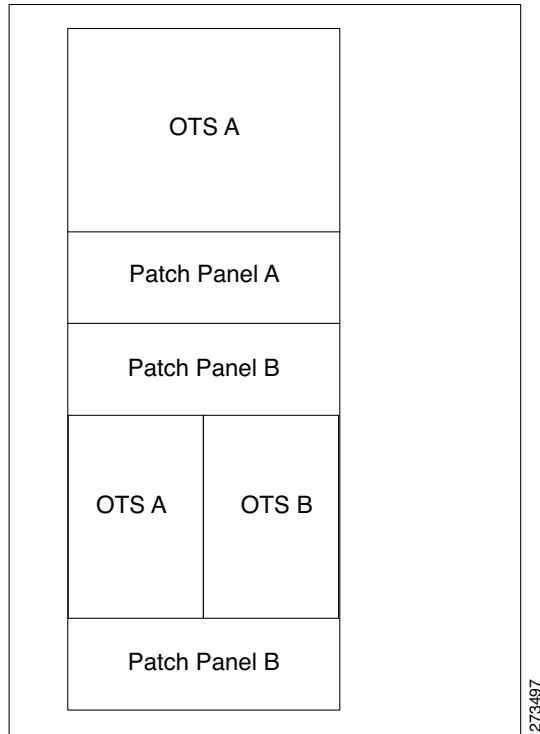 OTS A
Patch Panel A
Patch Panel B
OTS A
OTS B
Patch Panel B
273497